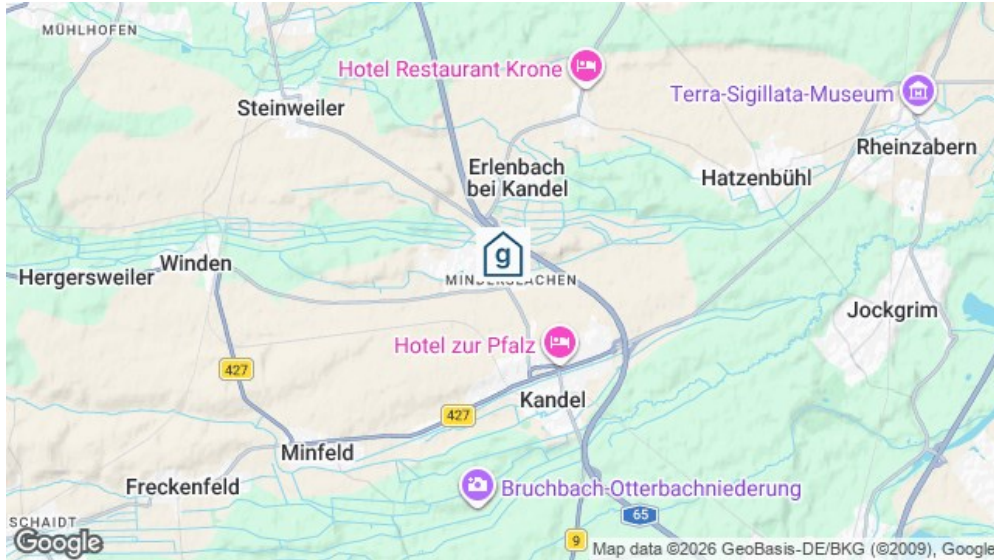 MÜHLHOFEN
Hotel Restaurant Krone
Terra-Sigillata-Museum
Steinweiler
Rheinzabern
Erlenbach
bei Kandel
Hatzenbühl
g
Winden
Hergersweiler
Jockgrim
Hotel zur Pfalz
427
Kandel
427
Minfeld
Freckenfeld
Bruchbach-Otterbachniederung
65
SCHAIDT
9
Google
Map data ©2026 GeoBasis-DE/BKG (©2009), Google